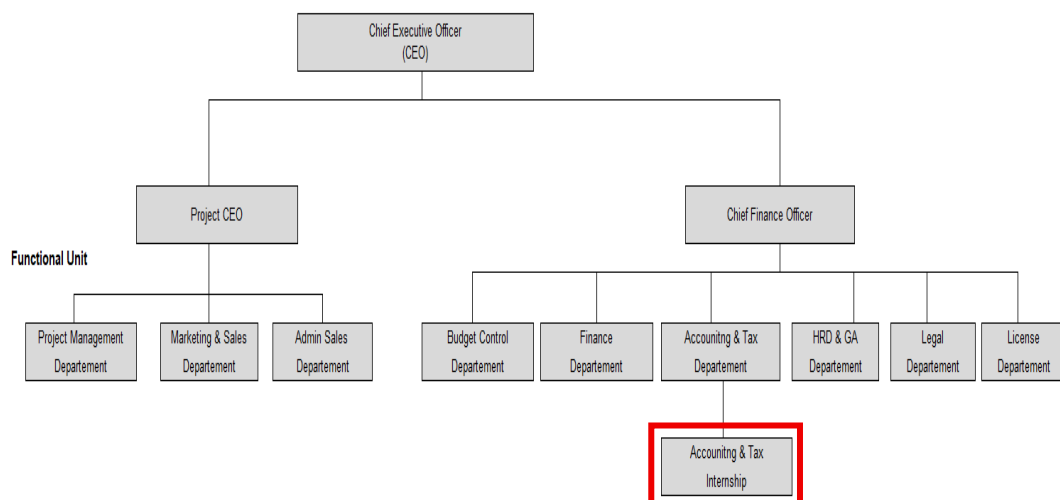 Chief Executive Officer
(CEO)
Project CEO
Chief Finance Officer
Functional Unit
Project Management
Departement
Marketing & Sales
Departement
Admin Sales
Departement
Budget Control
Departement
Finance
Departement
Accounitng & Tax
Departement
HRD & GA
Departement
Legal
Departement
License
Departement
Accounitng & Tax
Internship